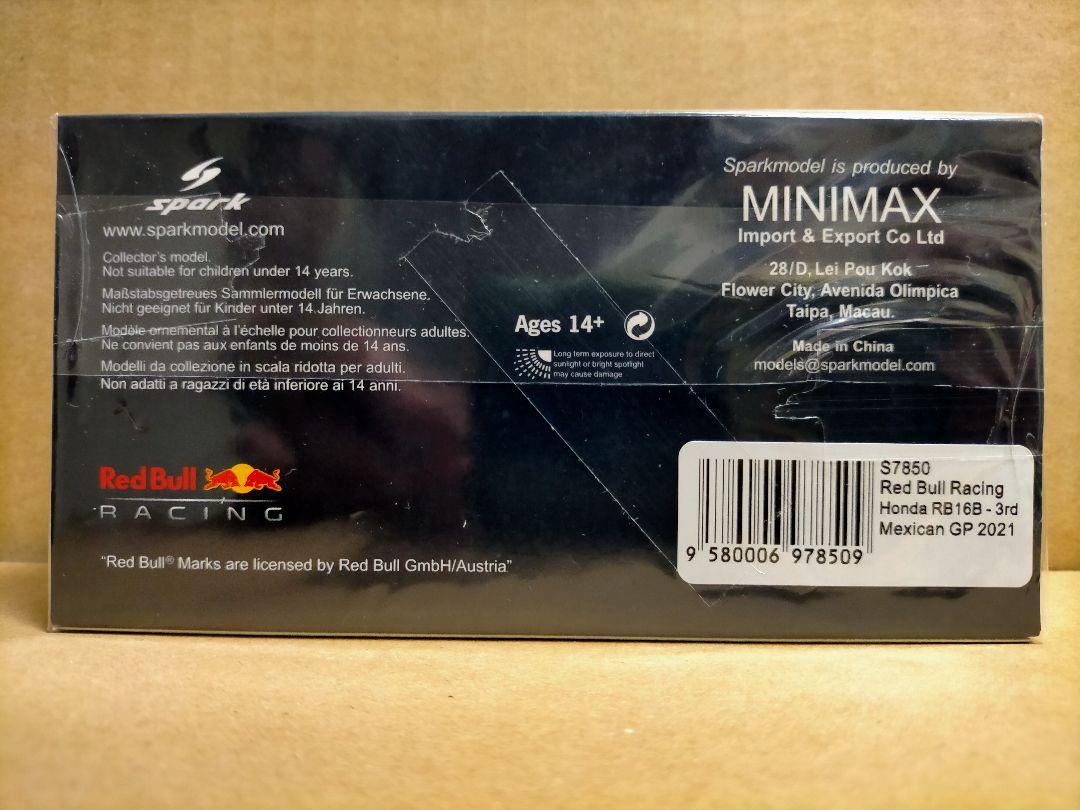 spark
www.sparkmodel.com
Collector's model.
Not suitable for children under 14 years.
Maßstabsgetreues Sammlermodell für Erwachsene.
Nicht geeignet für Kinder unter 14 Jahren.
Modèle ornemental à l'échelle pour collectionneurs adultes.
Ne convient pas aux enfants de moins de 14 ans.
Modelli da collezione in scala ridotta per adulti.
Non adatti a ragazzi di età inferiore ai 14 anni.
Red Bull
RACING
"Red Bull® Marks are licensed by Red Bull GmbH/Austria"
Ages 14+
Long term exposure to direct
sunlight or bright spotlight
may cause damage
Sparkmodel is produced by
MINIMAX
Import & Export Co Ltd
28/D, Lei Pou Kok
Flower City, Avenida Olimpica
Taipa, Macau.
Made in China
models@sparkmodel.com
S7850
Red Bull Racing
Honda RB16B - 3rd
Mexican GP 2021
9 580006 978509